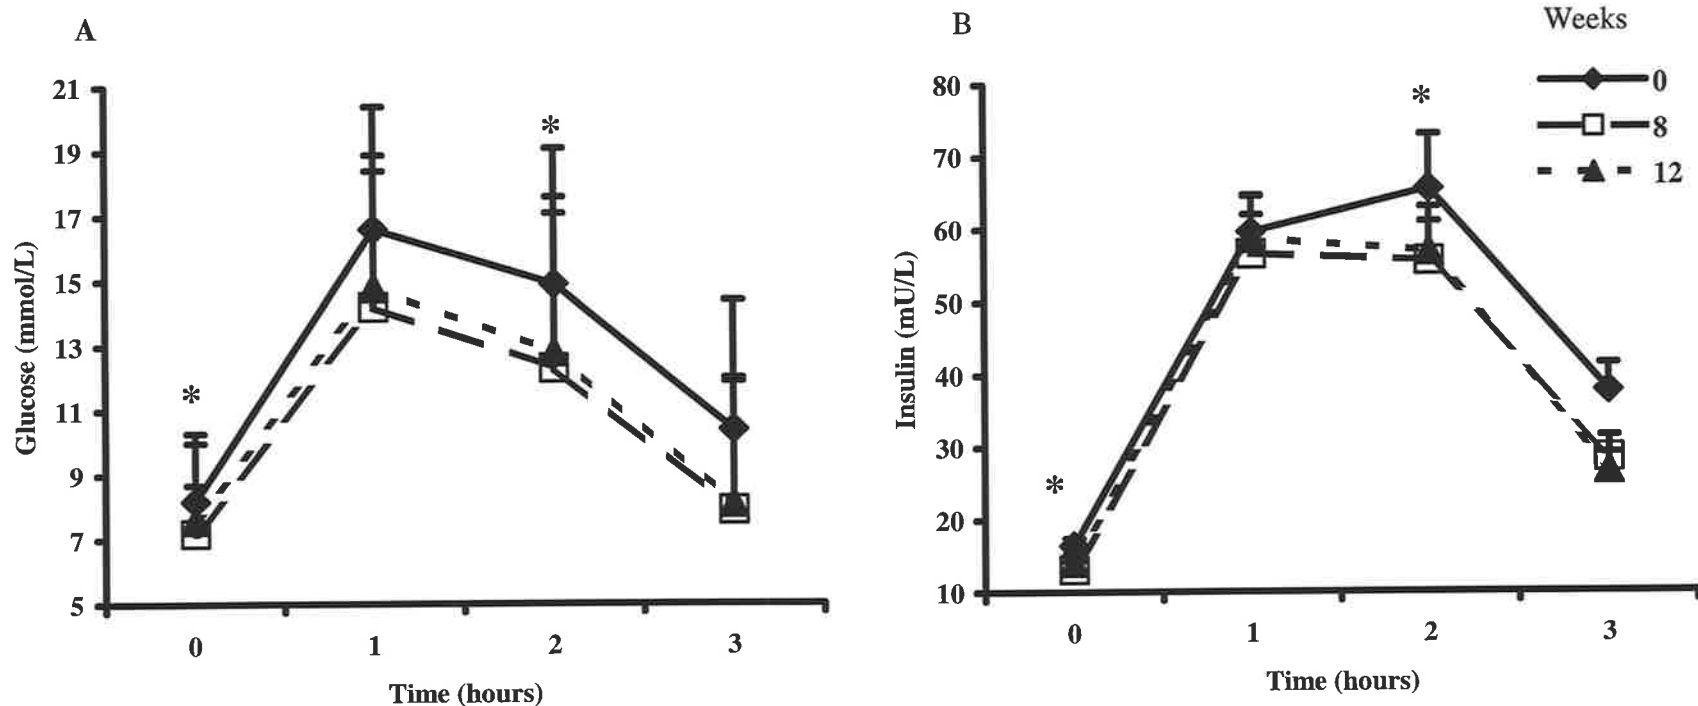 A
Glucose (mmol/L)
21
19
17
15
13
11
9
7
5
*
*
0 1 2 3
Time (hours)
B
Insulin (mU/L)
80
70
60
50
40
30
20
10
*
*
0 1 2 3
Time (hours)
Weeks
0
8
12